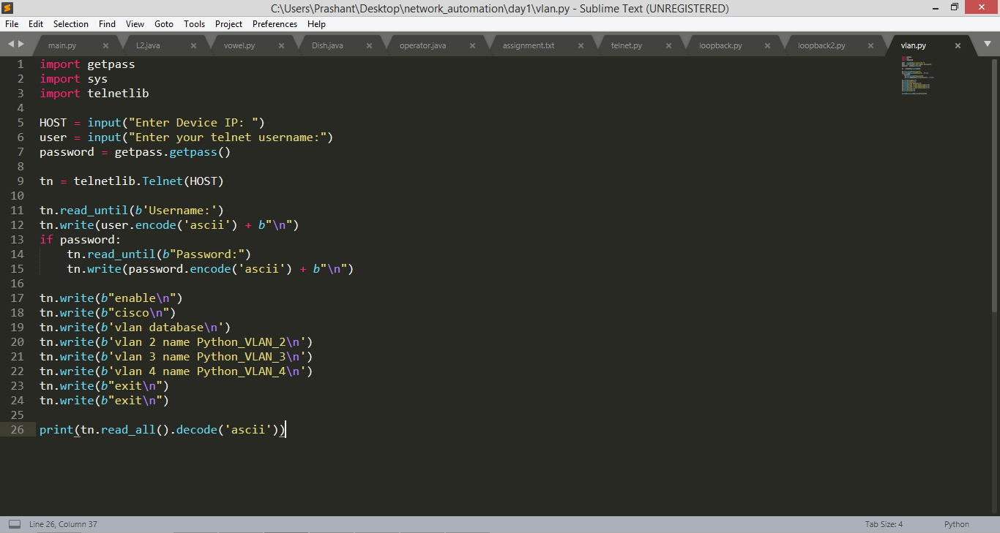 C:\Users\Prashant\Desktop\network_automation\day1\vlan.py - Sublime Text (UNREGISTERED)
File Edit Selection Find View Goto Tools Project Preferences Help
main.py L2.java vowel.py Dish.java operator.java assignment.txt telnet.py loopback.py loopback2.py vlan.py
1 import getpass
2 import sys
3 import telnetlib
4
5 HOST = input("Enter Device IP: ")
6 user = input("Enter your telnet username:")
7 password = getpass.getpass()
8
9 tn = telnetlib.Telnet(HOST)
10
11 tn.read_until(b'Username:')
12 tn.write(user.encode('ascii') + b"\n")
13 if password:
14     tn.read_until(b"Password:")
15     tn.write(password.encode('ascii') + b"\n")
16
17 tn.write(b"enable\n")
18 tn.write(b"cisco\n")
19 tn.write(b'vlan database\n')
20 tn.write(b'vlan 2 name Python_VLAN_2\n')
21 tn.write(b'vlan 3 name Python_VLAN_3\n')
22 tn.write(b'vlan 4 name Python_VLAN_4\n')
23 tn.write(b"exit\n")
24 tn.write(b"exit\n")
25
26 print(tn.read_all().decode('ascii'))
Line 26, Column 37 Tab Size: 4 Python